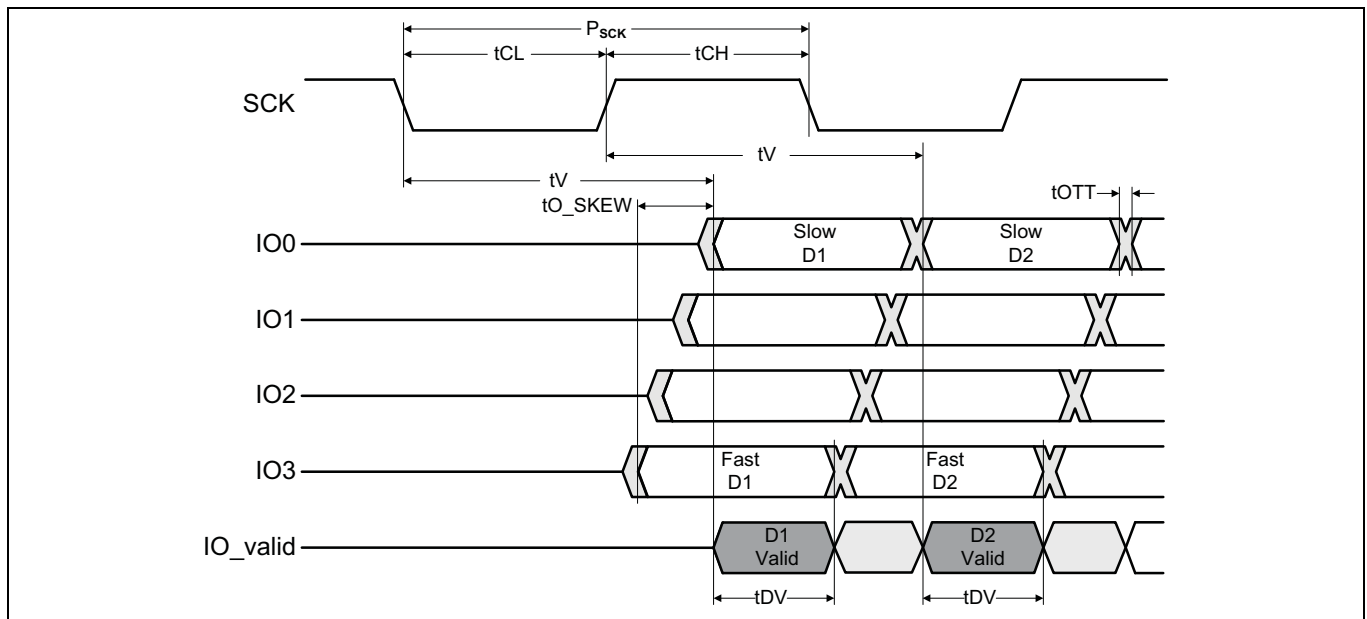 PSCK
tCL
tCH
SCK
tV
tV
tO_SKEW
tOTT
IO0
Slow
D1
Slow
D2
IO1
IO2
IO3
Fast
D1
Fast
D2
IO_valid
D1
Valid
D2
Valid
tDV
tDV